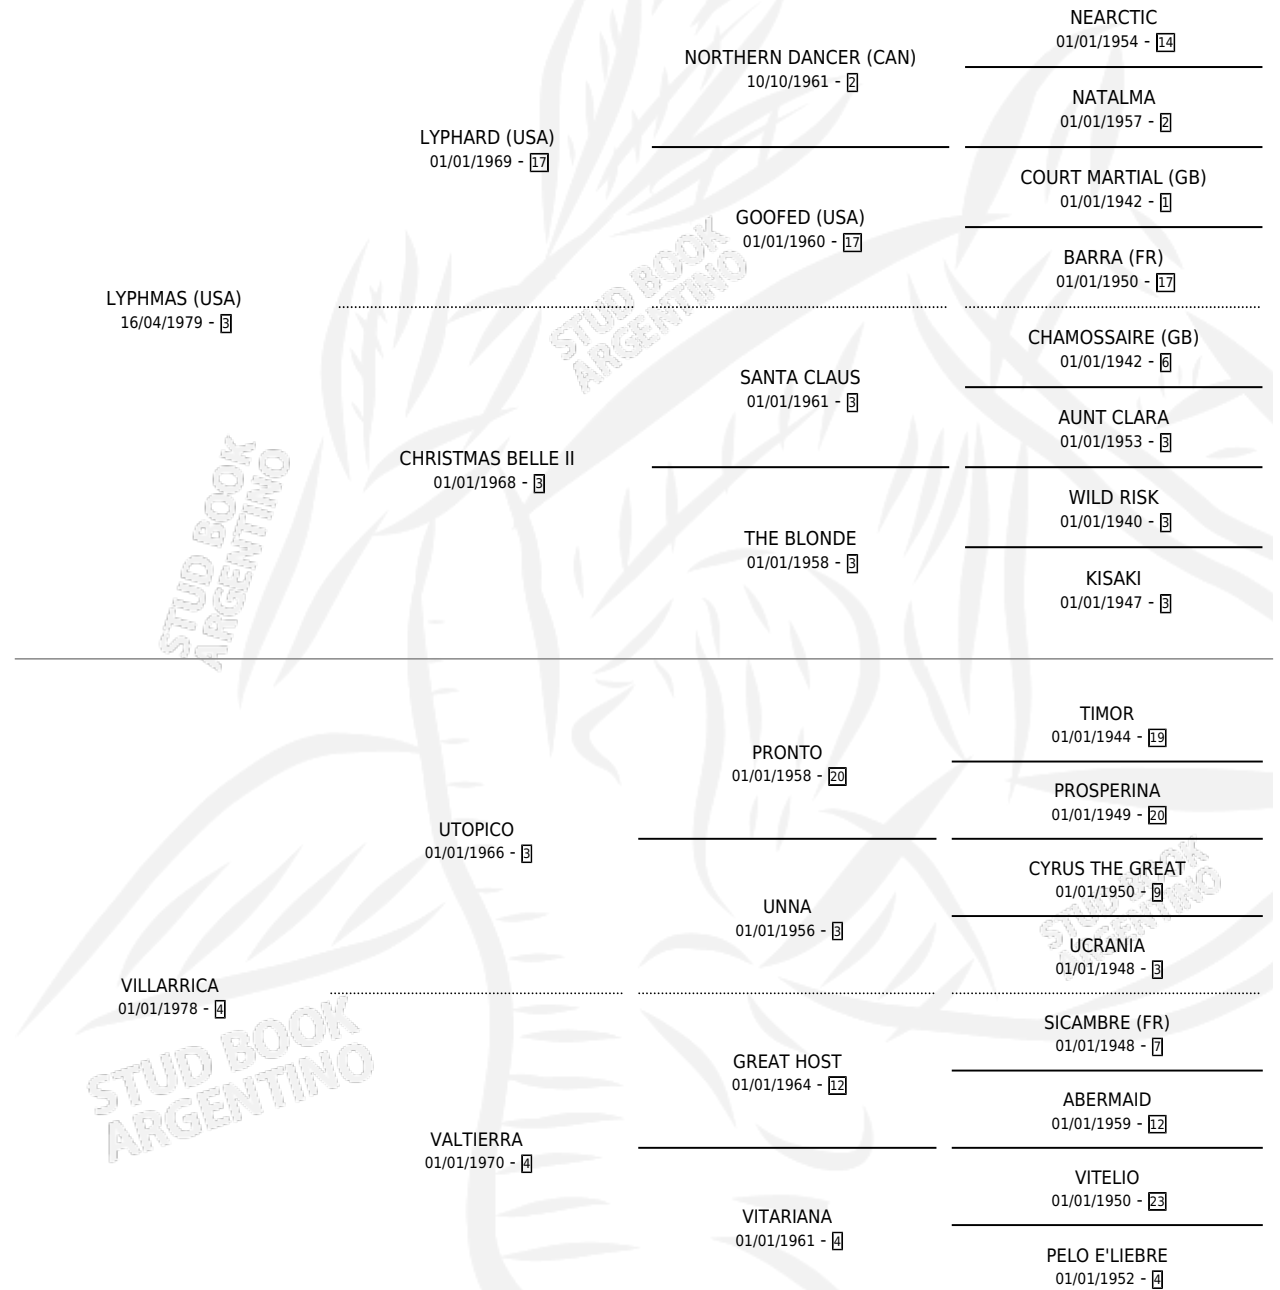 NEARCTIC
01/01/1954 - 14
NORTHERN DANCER (CAN)
10/10/1961 - 2
NATALMA
01/01/1957 - 2
LYPHARD (USA)
01/01/1969 - 17
COURT MARTIAL (GB)
01/01/1942 - 1
GOOFED (USA)
01/01/1960 - 17
BARRA (FR)
01/01/1950 - 17
LYPHMAS (USA)
16/04/1979 - 3
STUD BOOK
ARGENTINO
CHAMOSSAIRE (GB)
01/01/1942 - 6
SANTA CLAUS
01/01/1961 - 3
AUNT CLARA
01/01/1953 - 3
CHRISTMAS BELLE II
01/01/1968 - 3
WILD RISK
01/01/1940 - 3
THE BLONDE
01/01/1958 - 3
KISAKI
01/01/1947 - 3
STUD BOOK
ARGENTINO
TIMOR
01/01/1944 - 19
PRONTO
01/01/1958 - 20
PROSPERINA
01/01/1949 - 20
UTOPICO
01/01/1966 - 3
CYRUS THE GREAT
01/01/1950 - 9
UNNA
01/01/1956 - 3
STUD BOOK
ARGENTINO
UCRANIA
01/01/1948 - 3
VILLARRICA
01/01/1978 - 4
STUD BOOK
ARGENTINO
SICAMBRE (FR)
01/01/1948 - 7
GREAT HOST
01/01/1964 - 12
ABERMAID
01/01/1959 - 12
VALTIERRA
01/01/1970 - 4
VITELIO
01/01/1950 - 23
VITARIANA
01/01/1961 - 4
PELO E'LIEBRE
01/01/1952 - 4